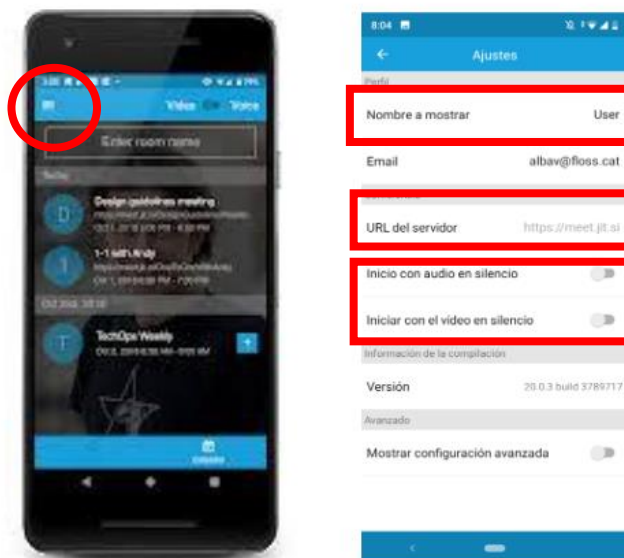 Video
Voice
Enter room name
Today
Design guidelines meeting
1-1 with Andy
TechOps Weekly
+
D
1
T
8:04
Ajustes
Perfil
Nombre a mostrar User
Email albav@floss.cat
URL del servidor https://meet.jit.si
Inicio con audio en silencio
Iniciar con el vídeo en silencio
Información de la compilación
Versión 20.0.3 build 3789717
Avanzado
Mostrar configuración avanzada